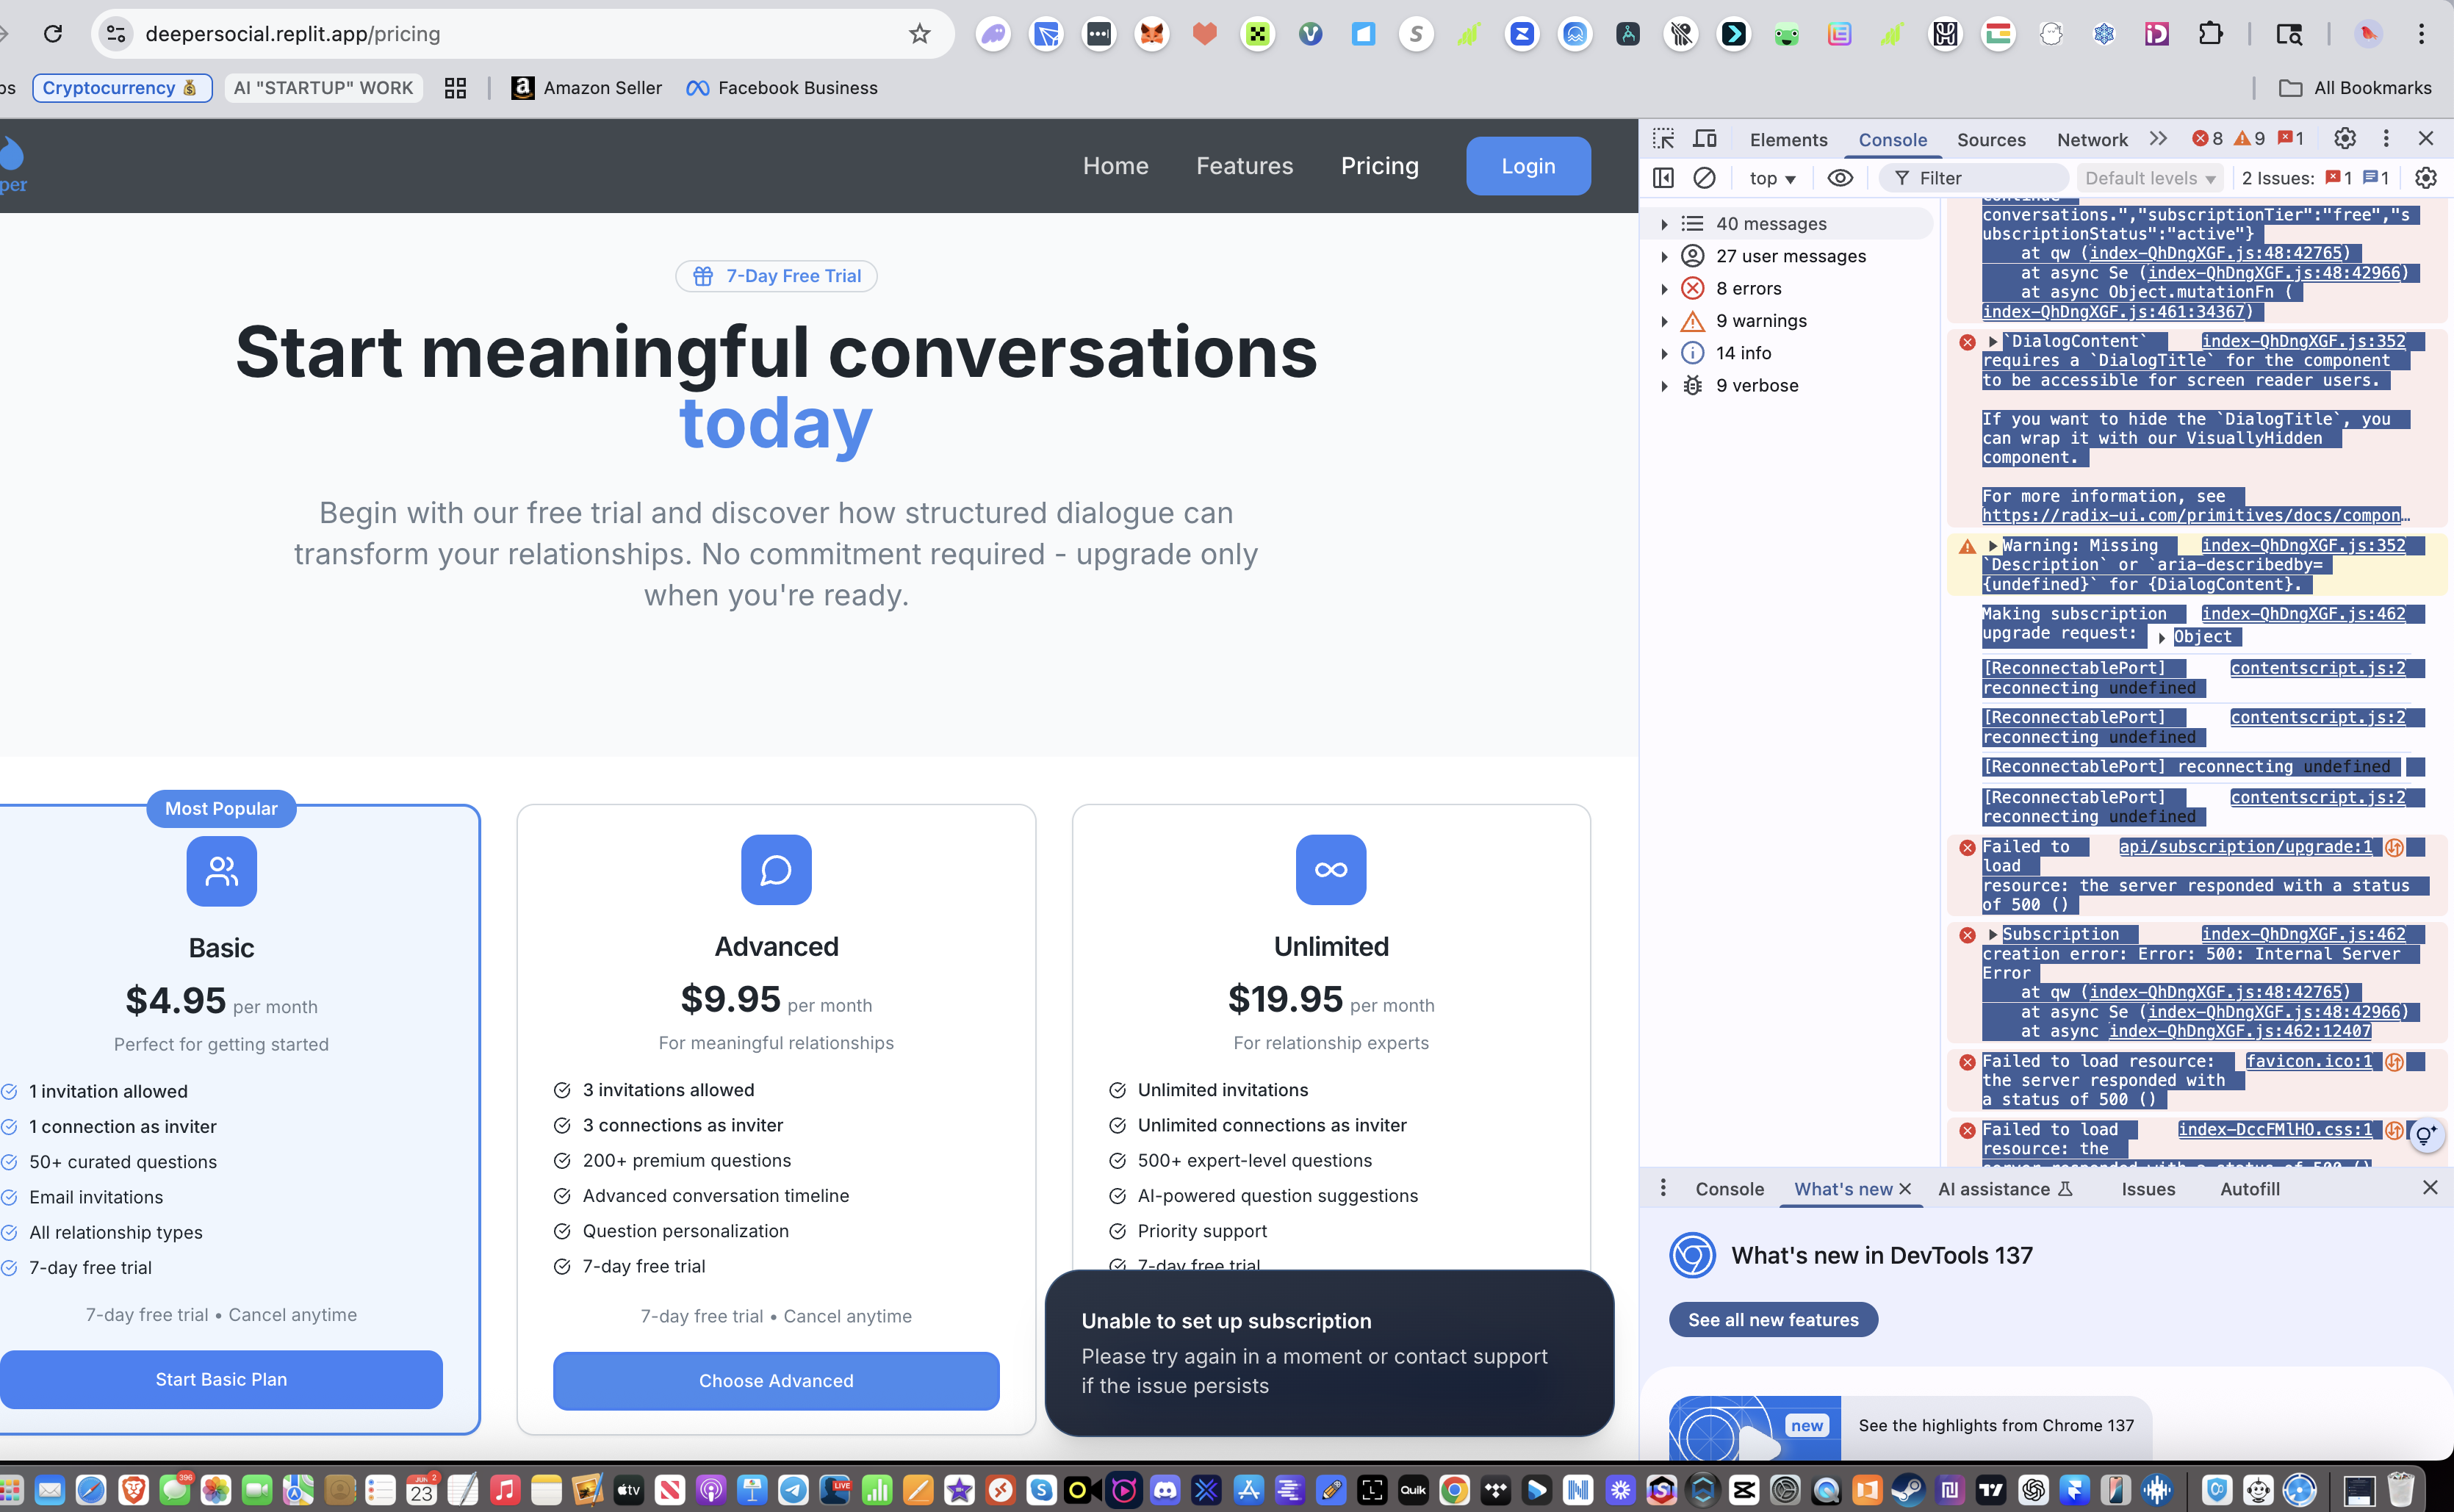 deepersocial.replit.app/pricing
Cryptocurrency 💰
AI "STARTUP" WORK
Amazon Seller
Facebook Business
All Bookmarks
per
Home
Features
Pricing
Login
7-Day Free Trial
Start meaningful conversations
today
Begin with our free trial and discover how structured dialogue can
transform your relationships. No commitment required - upgrade only
when you're ready.
Most Popular
Basic
$4.95 per month
Perfect for getting started
1 invitation allowed
1 connection as inviter
50+ curated questions
Email invitations
All relationship types
7-day free trial
7-day free trial • Cancel anytime
Start Basic Plan
Advanced
$9.95 per month
For meaningful relationships
3 invitations allowed
3 connections as inviter
200+ premium questions
Advanced conversation timeline
Question personalization
7-day free trial
7-day free trial • Cancel anytime
Choose Advanced
Unlimited
$19.95 per month
For relationship experts
Unlimited invitations
Unlimited connections as inviter
500+ expert-level questions
AI-powered question suggestions
Priority support
7-day free trial
Unable to set up subscription
Please try again in a moment or contact support
if the issue persists
Elements
Console
Sources
Network
8
9
1
top
Filter
Default levels
2 Issues:
1
1
40 messages
27 user messages
8 errors
9 warnings
14 info
9 verbose
continue
conversations.","subscriptionTier":"free","s
ubscriptionStatus":"active"}
at qw (index-QhDngXGF.js:48:42765)
at async Se (index-QhDngXGF.js:48:42966)
at async Object.mutationFn (
index-QhDngXGF.js:461:34367)
`DialogContent` index-QhDngXGF.js:352
requires a `DialogTitle` for the component
to be accessible for screen reader users.
If you want to hide the `DialogTitle`, you
can wrap it with our VisuallyHidden
component.
For more information, see
https://radix-ui.com/primitives/docs/compon…
Warning: Missing index-QhDngXGF.js:352
`Description` or `aria-describedby=
{undefined}` for {DialogContent}.
Making subscription index-QhDngXGF.js:462
upgrade request: Object
[ReconnectablePort] contentscript.js:2
reconnecting undefined
[ReconnectablePort] contentscript.js:2
reconnecting undefined
[ReconnectablePort] reconnecting undefined
[ReconnectablePort] contentscript.js:2
reconnecting undefined
Failed to api/subscription/upgrade:1
load
resource: the server responded with a status
of 500 ()
Subscription index-QhDngXGF.js:462
creation error: Error: 500: Internal Server
Error
at qw (index-QhDngXGF.js:48:42765)
at async Se (index-QhDngXGF.js:48:42966)
at async index-QhDngXGF.js:462:12407
Failed to load resource: favicon.ico:1
the server responded with
a status of 500 ()
Failed to load index-DccFMlHO.css:1
resource: the
server responded with a status of 500 ()
Console
What's new
AI assistance
Issues
Autofill
What's new in DevTools 137
See all new features
new
See the highlights from Chrome 137
396
JUN
2
23
tv
LIVE
Quik